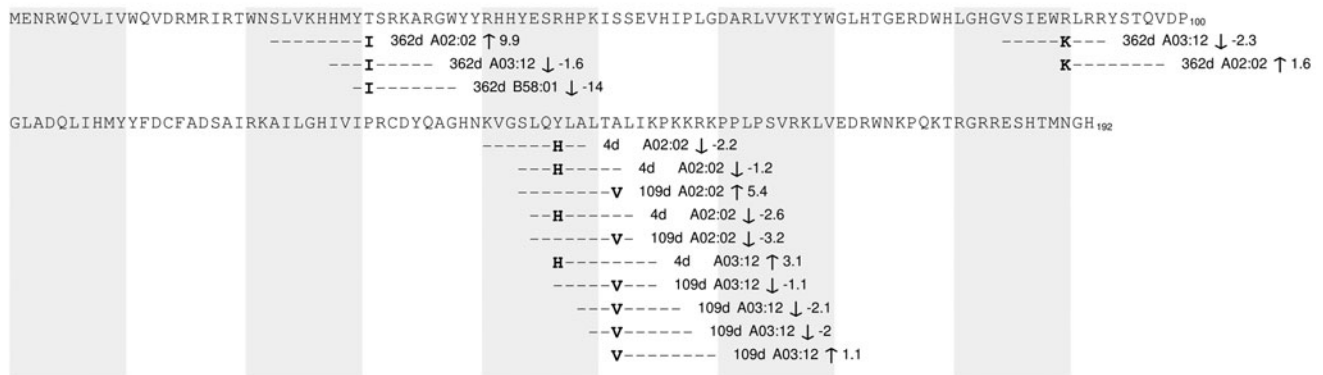 MENRWQVLIVWQVDRMRIRTWNSLVKHHMYTSRKARGWYYRHHYESRHPKISSEVHIPLGDARLVVKTYWGLHTGERDWHLGHGVSIEWRLRRYSTQVDP100
--------I 362d A02:02 ↑ 9.9 -----K--- 362d A03:12 ↓ -2.3
---I----- 362d A03:12 ↓ -1.6 K-------- 362d A02:02 ↑ 1.6
-I------- 362d B58:01 ↓ -14
GLADQLIHMYYFDCFADSAIRKAILGHIVIPRCDYQAGHNKVGSLQYLALTALIKPKKRKPPLPSVRKLVEDRWNKPQKTRGRRESHTMNGH192
------H-- 4d A02:02 ↓ -2.2
---H----- 4d A02:02 ↓ -1.2
--------V 109d A02:02 ↑ 5.4
--H------ 4d A02:02 ↓ -2.6
-------V- 109d A02:02 ↓ -3.2
H-------- 4d A03:12 ↑ 3.1
-----V--- 109d A03:12 ↓ -1.1
---V----- 109d A03:12 ↓ -2.1
--V------ 109d A03:12 ↓ -2
V-------- 109d A03:12 ↑ 1.1